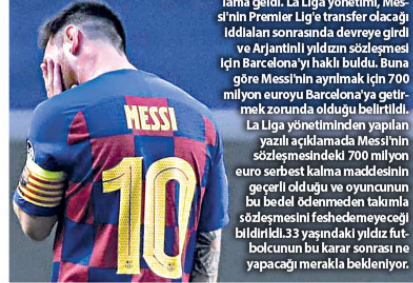 lama geldi. La Liga yönetimi, Mes-
si'nin Premier Lig'e transfer olacağı
iddiaları sonrasında devreye girdi
ve Arjantinli yıldızın sözleşmesi
için Barcelona'yı haklı buldu. Buna
göre Messi'nin ayrılmak için 700
milyon euroyu Barcelona'ya getir-
mek zorunda olduğu belirtildi.
La Liga yönetiminden yapılan
yazılı açıklamada Messi'nin
sözleşmesindeki 700 milyon
euro serbest kalma maddesinin
geçerli olduğu ve oyuncunun
bu bedel ödenmeden takımla
sözleşmesini feshedemeyeceği
bildirildi.33 yaşındaki yıldız fut-
bolcunun bu karar sonrası ne
yapacağı merakla bekleniyor.
MESSI
10